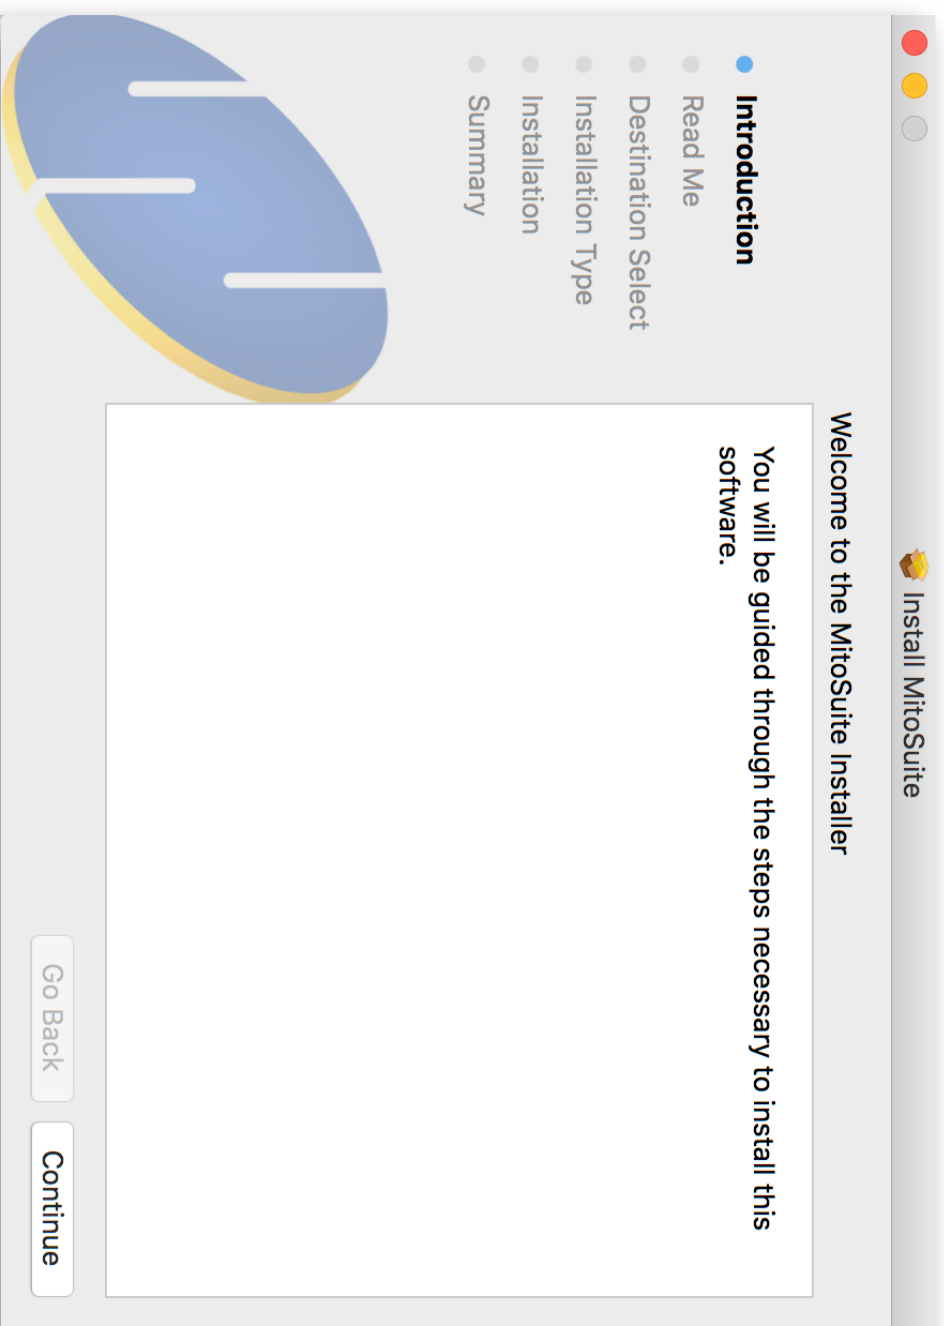 Install MitoSuite
Welcome to the MitoSuite Installer
Introduction
Read Me
Destination Select
Installation Type
Installation
Summary
You will be guided through the steps necessary to install this
software.
Go Back
Continue